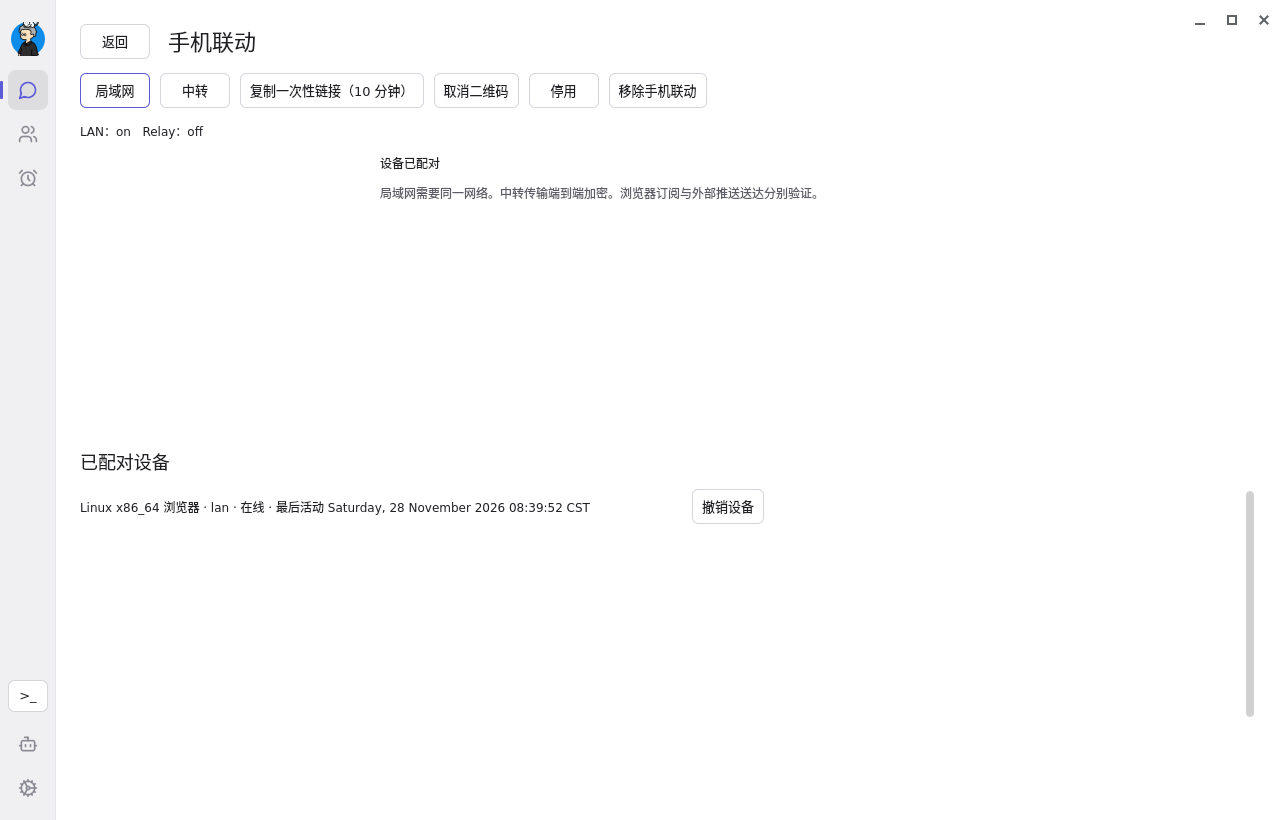 返回
手机联动
局域网
中转
复制一次性链接（10 分钟）
取消二维码
停用
移除手机联动
LAN：on Relay：off
设备已配对
局域网需要同一网络。中转传输端到端加密。浏览器订阅与外部推送送达分别验证。
已配对设备
Linux x86_64 浏览器 · lan · 在线 · 最后活动 Saturday, 28 November 2026 08:39:52 CST
撤销设备
>_